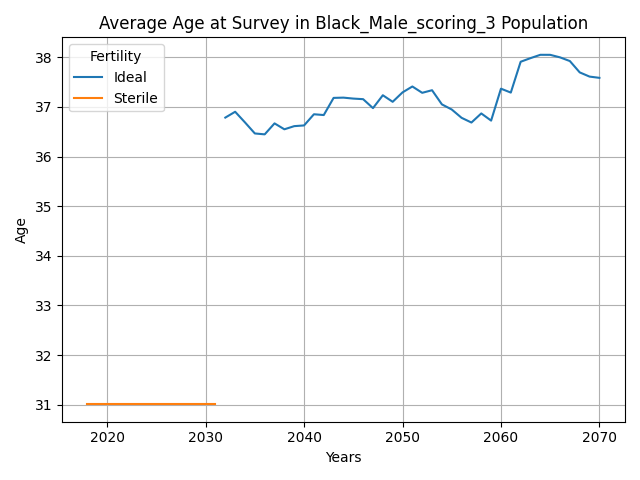 Average Age at Survey in Black_Male_scoring_3 Population
Fertility
Ideal
Sterile
Age
38
37
36
35
34
33
32
31
2020 2030 2040 2050 2060 2070
Years